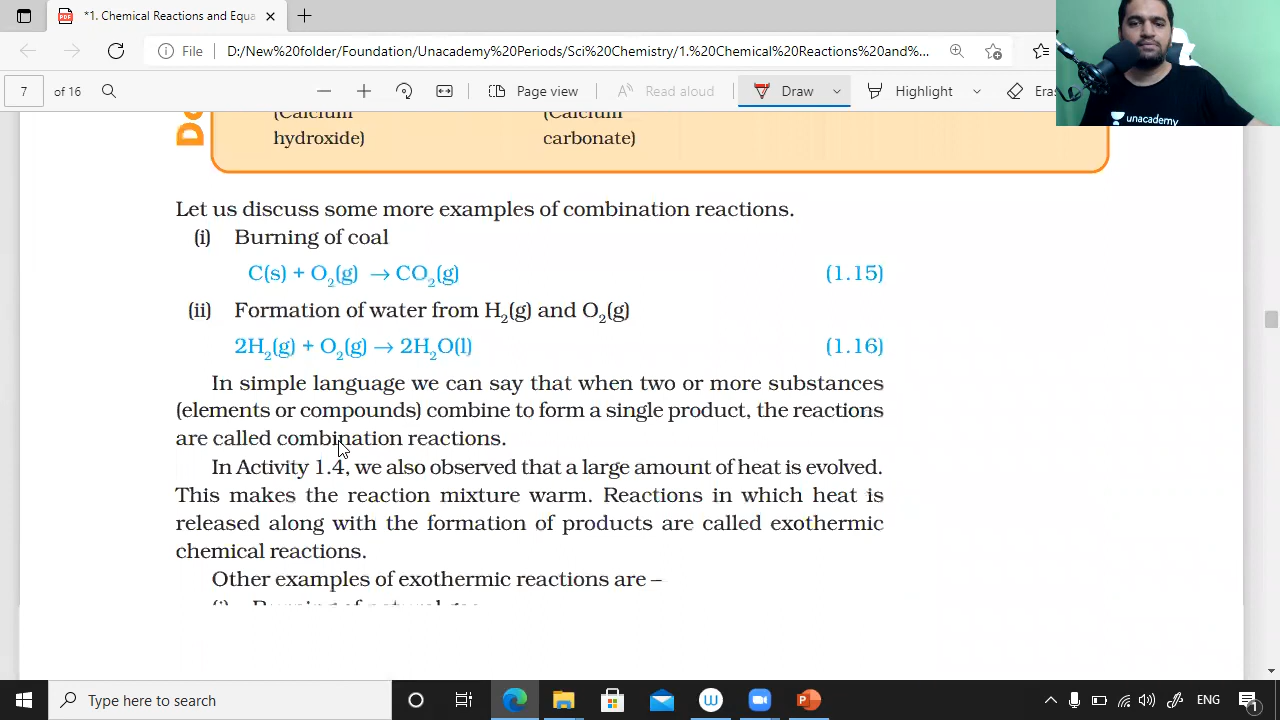 *1. Chemical Reactions and Equa
File D:/New%20folder/Foundation/Unacademy%20Periods/Sci%20Chemistry/1.%20Chemical%20Reactions%20and%...
7 of 16
Page view
Read aloud
Draw
Highlight
unacademy
(Calcium (Calcium
hydroxide) carbonate)
Let us discuss some more examples of combination reactions.
(i) Burning of coal
C(s) + O₂(g) → CO₂(g) (1.15)
(ii) Formation of water from H₂(g) and O₂(g)
2H₂(g) + O₂(g) → 2H₂O(l) (1.16)
In simple language we can say that when two or more substances
(elements or compounds) combine to form a single product, the reactions
are called combination reactions.
In Activity 1.4, we also observed that a large amount of heat is evolved.
This makes the reaction mixture warm. Reactions in which heat is
released along with the formation of products are called exothermic
chemical reactions.
Other examples of exothermic reactions are –
(i) Burning of natural gas
Type here to search
ENG
1